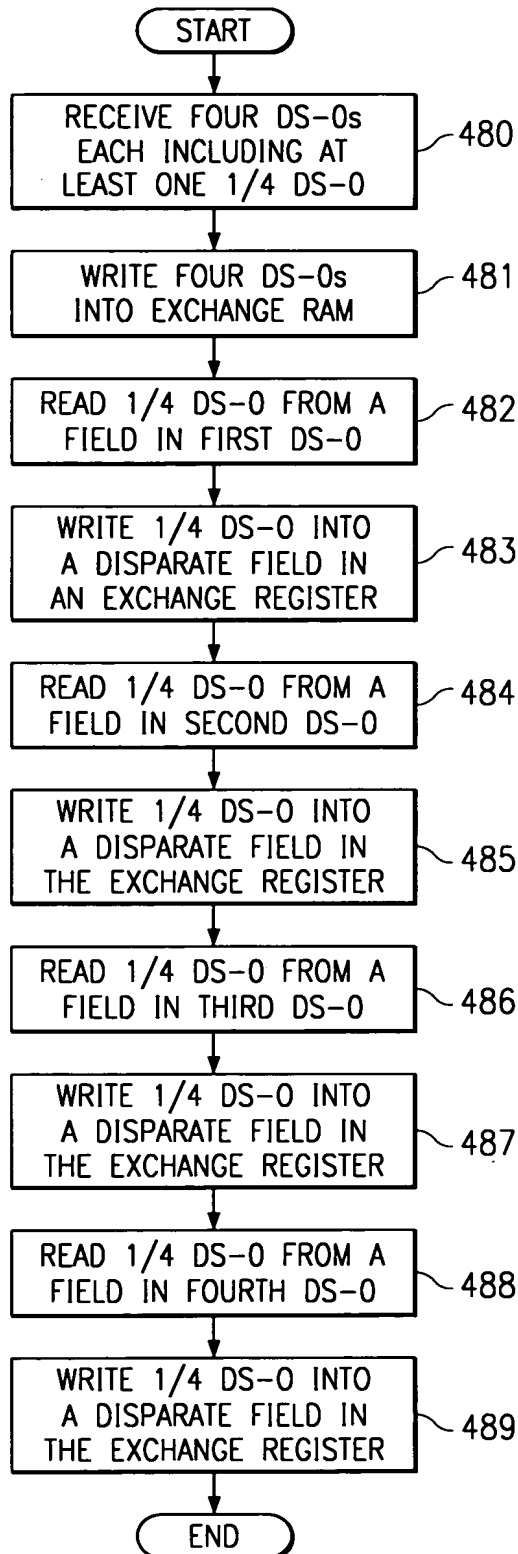 START
RECEIVE FOUR DS-0s
EACH INCLUDING AT
LEAST ONE 1/4 DS-0
480
WRITE FOUR DS-0s
INTO EXCHANGE RAM
481
READ 1/4 DS-0 FROM A
FIELD IN FIRST DS-0
482
WRITE 1/4 DS-0 INTO
A DISPARATE FIELD IN
AN EXCHANGE REGISTER
483
READ 1/4 DS-0 FROM A
FIELD IN SECOND DS-0
484
WRITE 1/4 DS-0 INTO
A DISPARATE FIELD IN
THE EXCHANGE REGISTER
485
READ 1/4 DS-0 FROM A
FIELD IN THIRD DS-0
486
WRITE 1/4 DS-0 INTO
A DISPARATE FIELD IN
THE EXCHANGE REGISTER
487
READ 1/4 DS-0 FROM A
FIELD IN FOURTH DS-0
488
WRITE 1/4 DS-0 INTO
A DISPARATE FIELD IN
THE EXCHANGE REGISTER
489
END